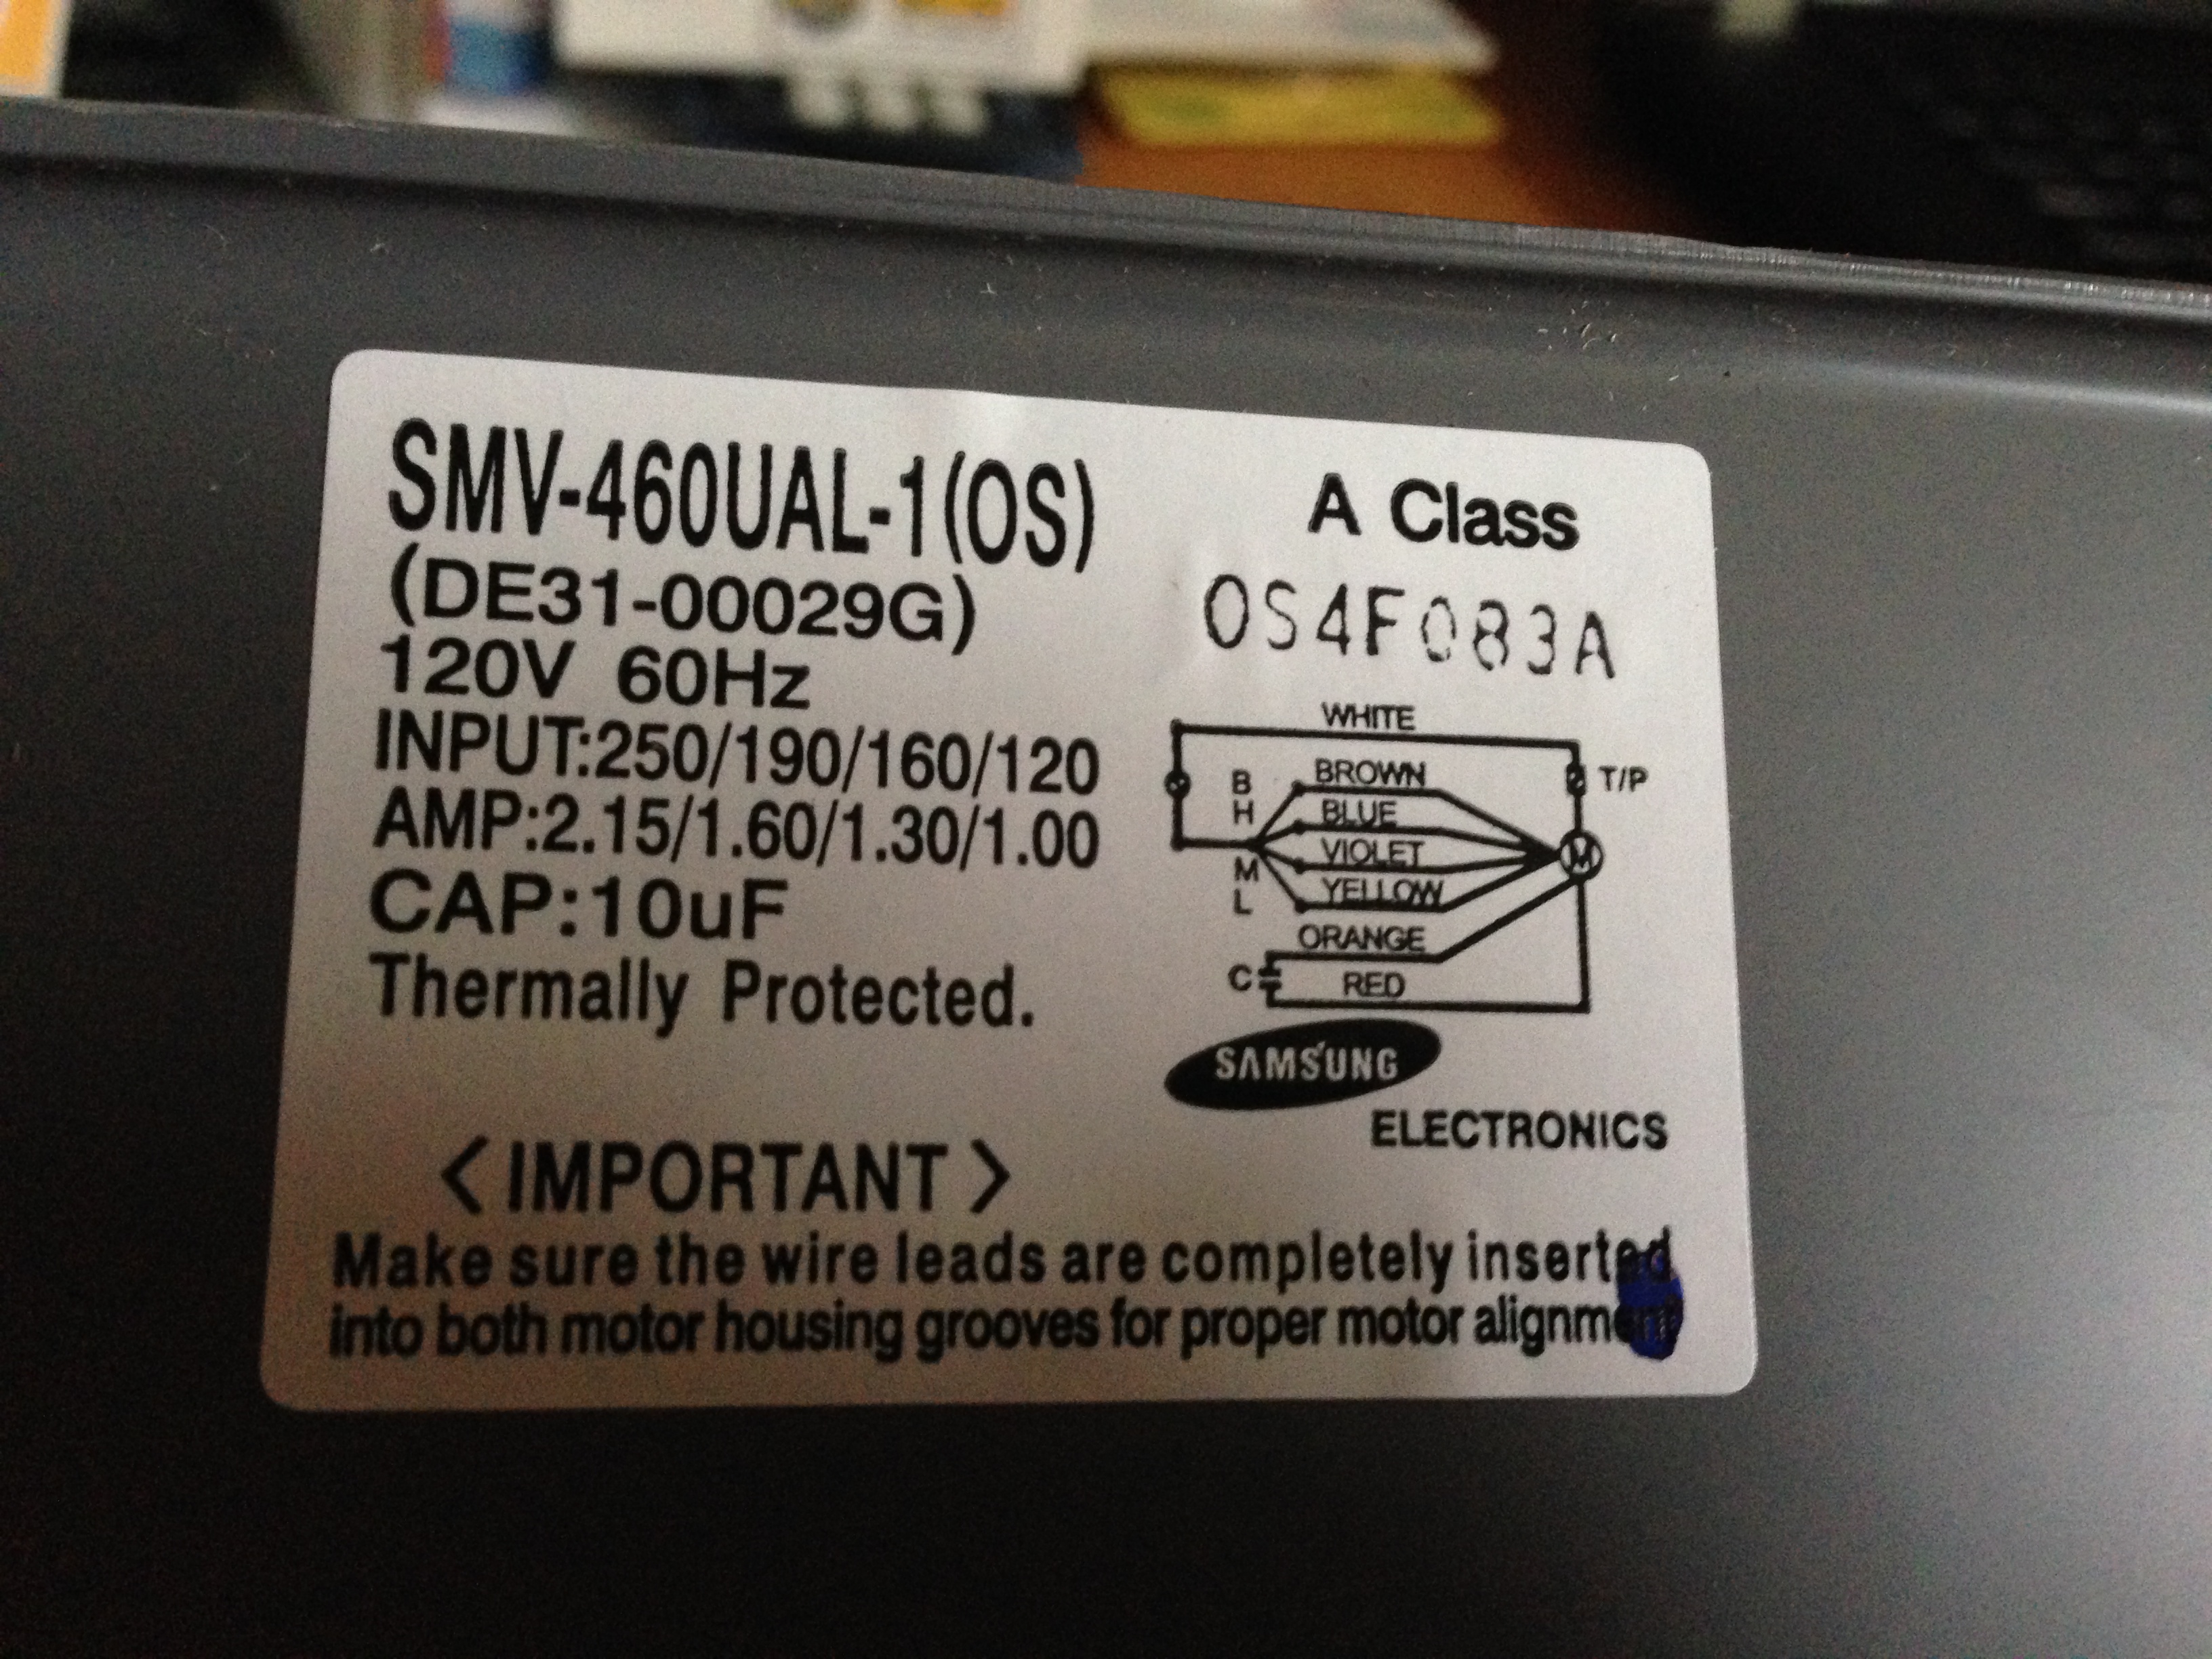 SMV-460UAL-1(OS)
(DE31-00029G)
120V 60Hz
INPUT:250/190/160/120
AMP:2.15/1.60/1.30/1.00
CAP:10uF
Thermally Protected.
A Class
OS4F083A
WHITE
T/P
B
BROWN
H
BLUE
M
VIOLET
L
YELLOW
M
ORANGE
C
RED
SAMSUNG
ELECTRONICS
<IMPORTANT>
Make sure the wire leads are completely inserted
into both motor housing grooves for proper motor alignment